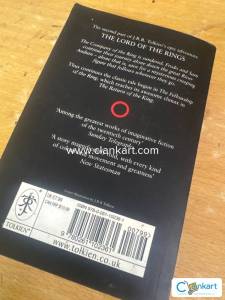 The second part of J.R.R. Tolkien's epic adventure
THE LORD OF THE RINGS
The Company of the Ring is sundered. Frodo and Sam
continue their journey alone down the great River
Anduin – alone, that is, save for a mysterious creeping
figure that follows wherever they go.
Thus continues the classic tale begun in The Fellowship
of the Ring, which reaches its awesome climax in
The Return of the King.
'Among the greatest works of imaginative fiction
of the twentieth century.'
Sunday Telegraph
www.clankart.com
'A story magnificently told, with every kind
of colour and movement and greatness'
New Statesman
TOLKIEN
www.tolkien.co.uk
Clankart